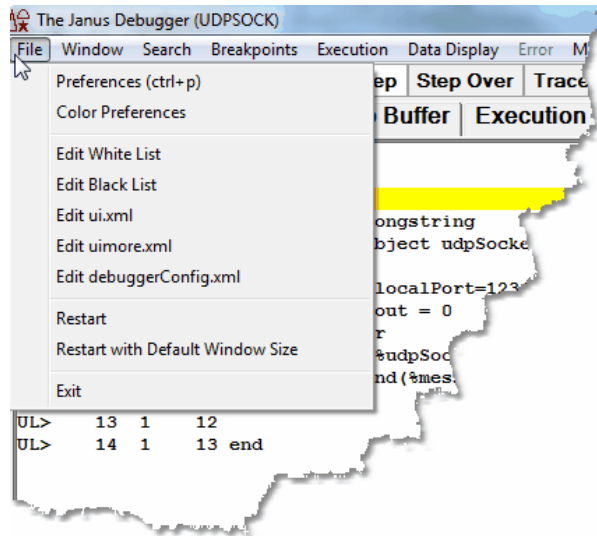 The Janus Debugger (UDPSOCK)
File Window Search Breakpoints Execution Data Display Error
Preferences (ctrl+p) Step Over Trace
Color Preferences Buffer Execution
Edit White List
Edit Black List
Edit ui.xml ongstring
Edit uimore.xml bject udpSocke
Edit debuggerConfig.xml localPort=123
Restart out = 0
r
Restart with Default Window Size %udpSoc
nd(%mes
Exit
UL> 13 1 12
UL> 14 1 13 end